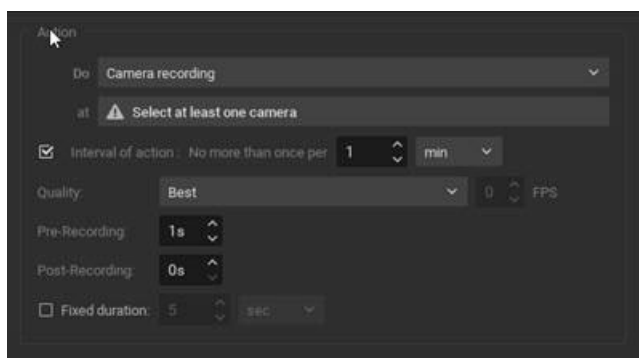 Action
Do Camera recording
at Select at least one camera
Interval of action : No more than once per 1 min
Quality: Best 0 FPS
Pre-Recording: 1s
Post-Recording: 0s
Fixed duration: 5 sec